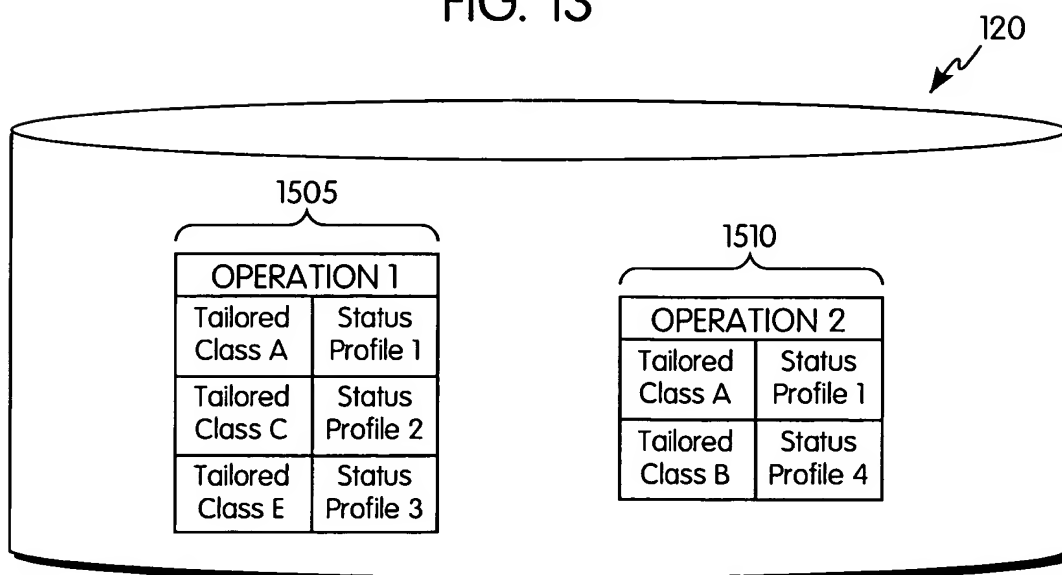 FIG.
120
1505
1510
OPERATION 1
Tailored Class A
Status Profile 1
Tailored Class C
Status Profile 2
Tailored Class E
Status Profile 3
OPERATION 2
Tailored Class A
Status Profile 1
Tailored Class B
Status Profile 4